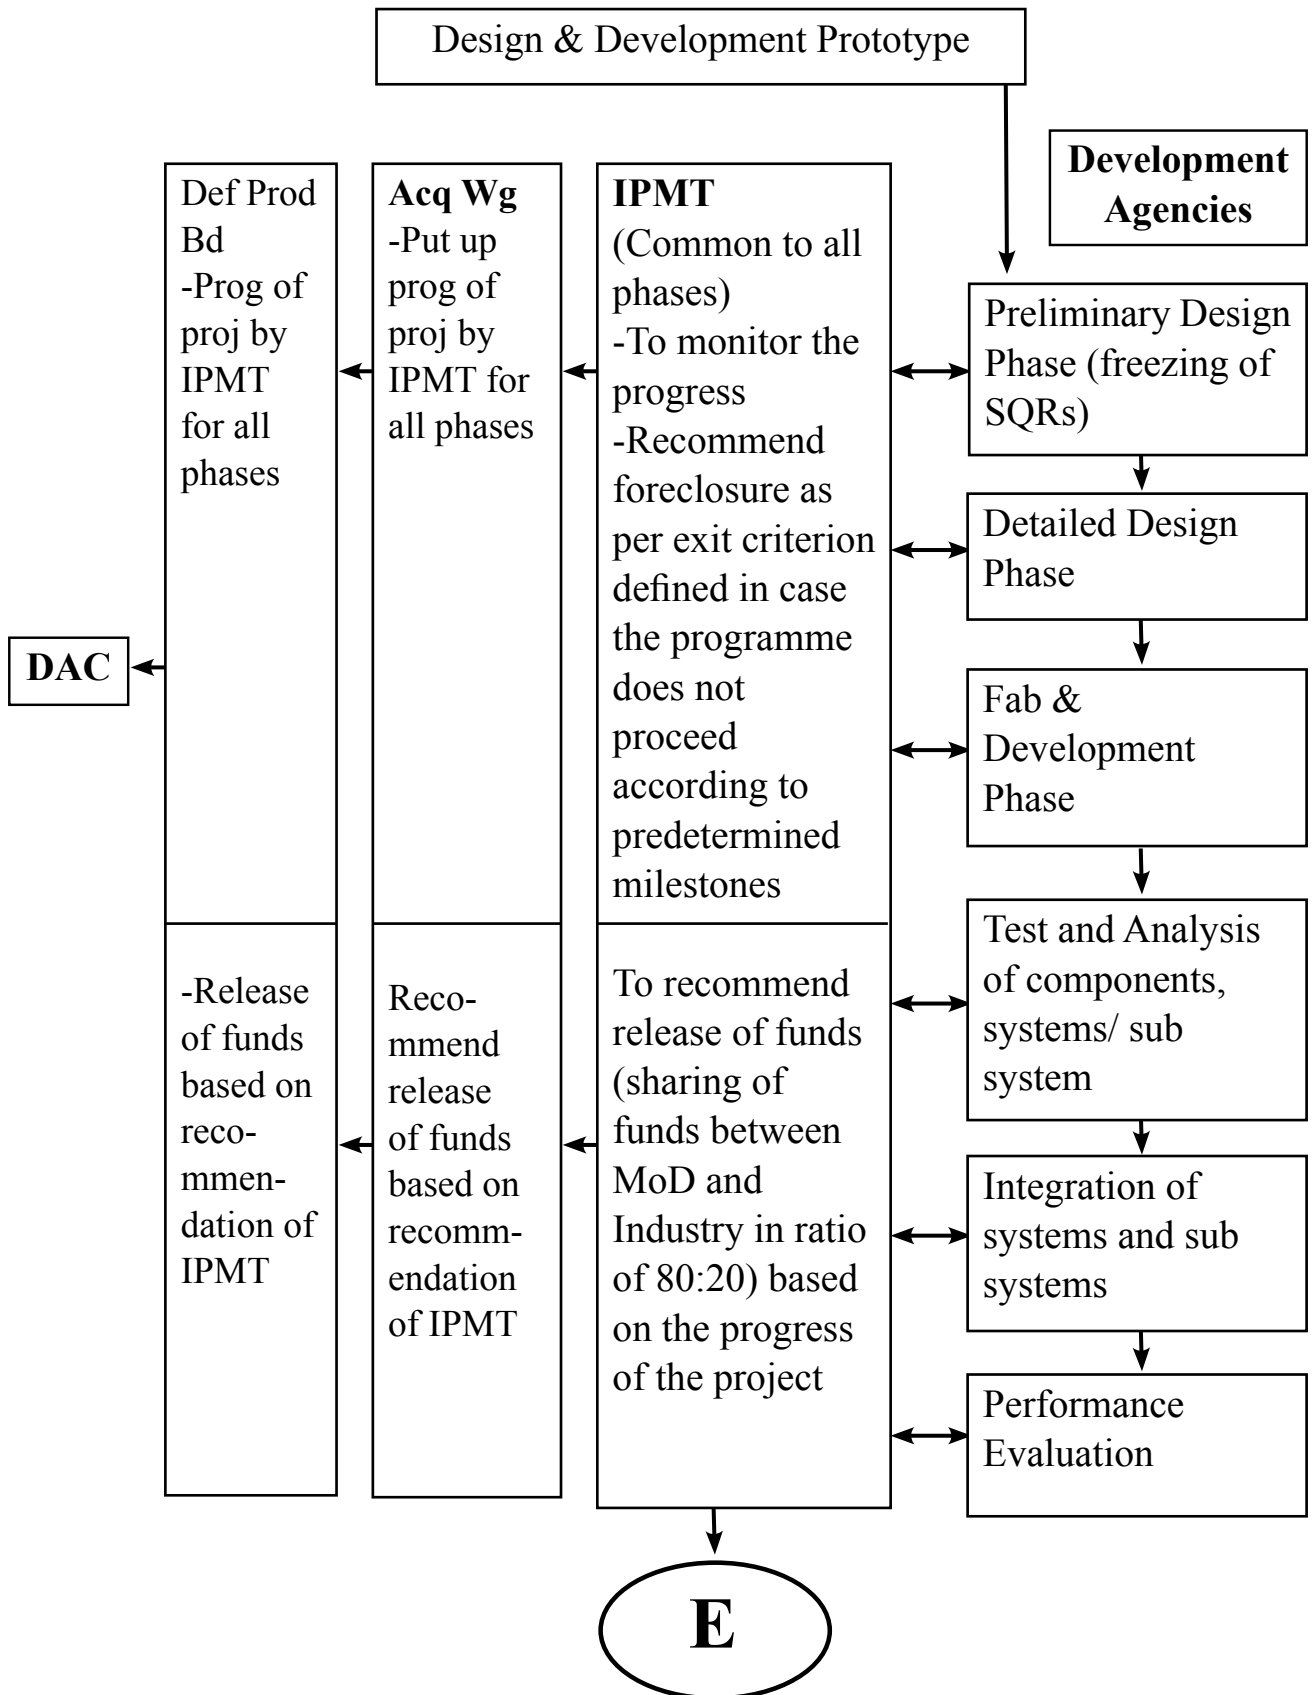 Design & Development Prototype
Development
Agencies
Def Prod
Bd
-Prog of
proj by
IPMT
for all
phases
-Release
of funds
based on
reco-
mmen-
dation of
IPMT
Acq Wg
-Put up
prog of
proj by
IPMT for
all phases
Reco-
mmend
release
of funds
based on
recomm-
endation
of IPMT
IPMT
(Common to all
phases)
-To monitor the
progress
-Recommend
foreclosure as
per exit criterion
defined in case
the programme
does not
proceed
according to
predetermined
milestones
To recommend
release of funds
(sharing of
funds between
MoD and
Industry in ratio
of 80:20) based
on the progress
of the project
Preliminary Design
Phase (freezing of
SQRs)
Detailed Design
Phase
Fab &
Development
Phase
Test and Analysis
of components,
systems/ sub
system
Integration of
systems and sub
systems
Performance
Evaluation
DAC
E